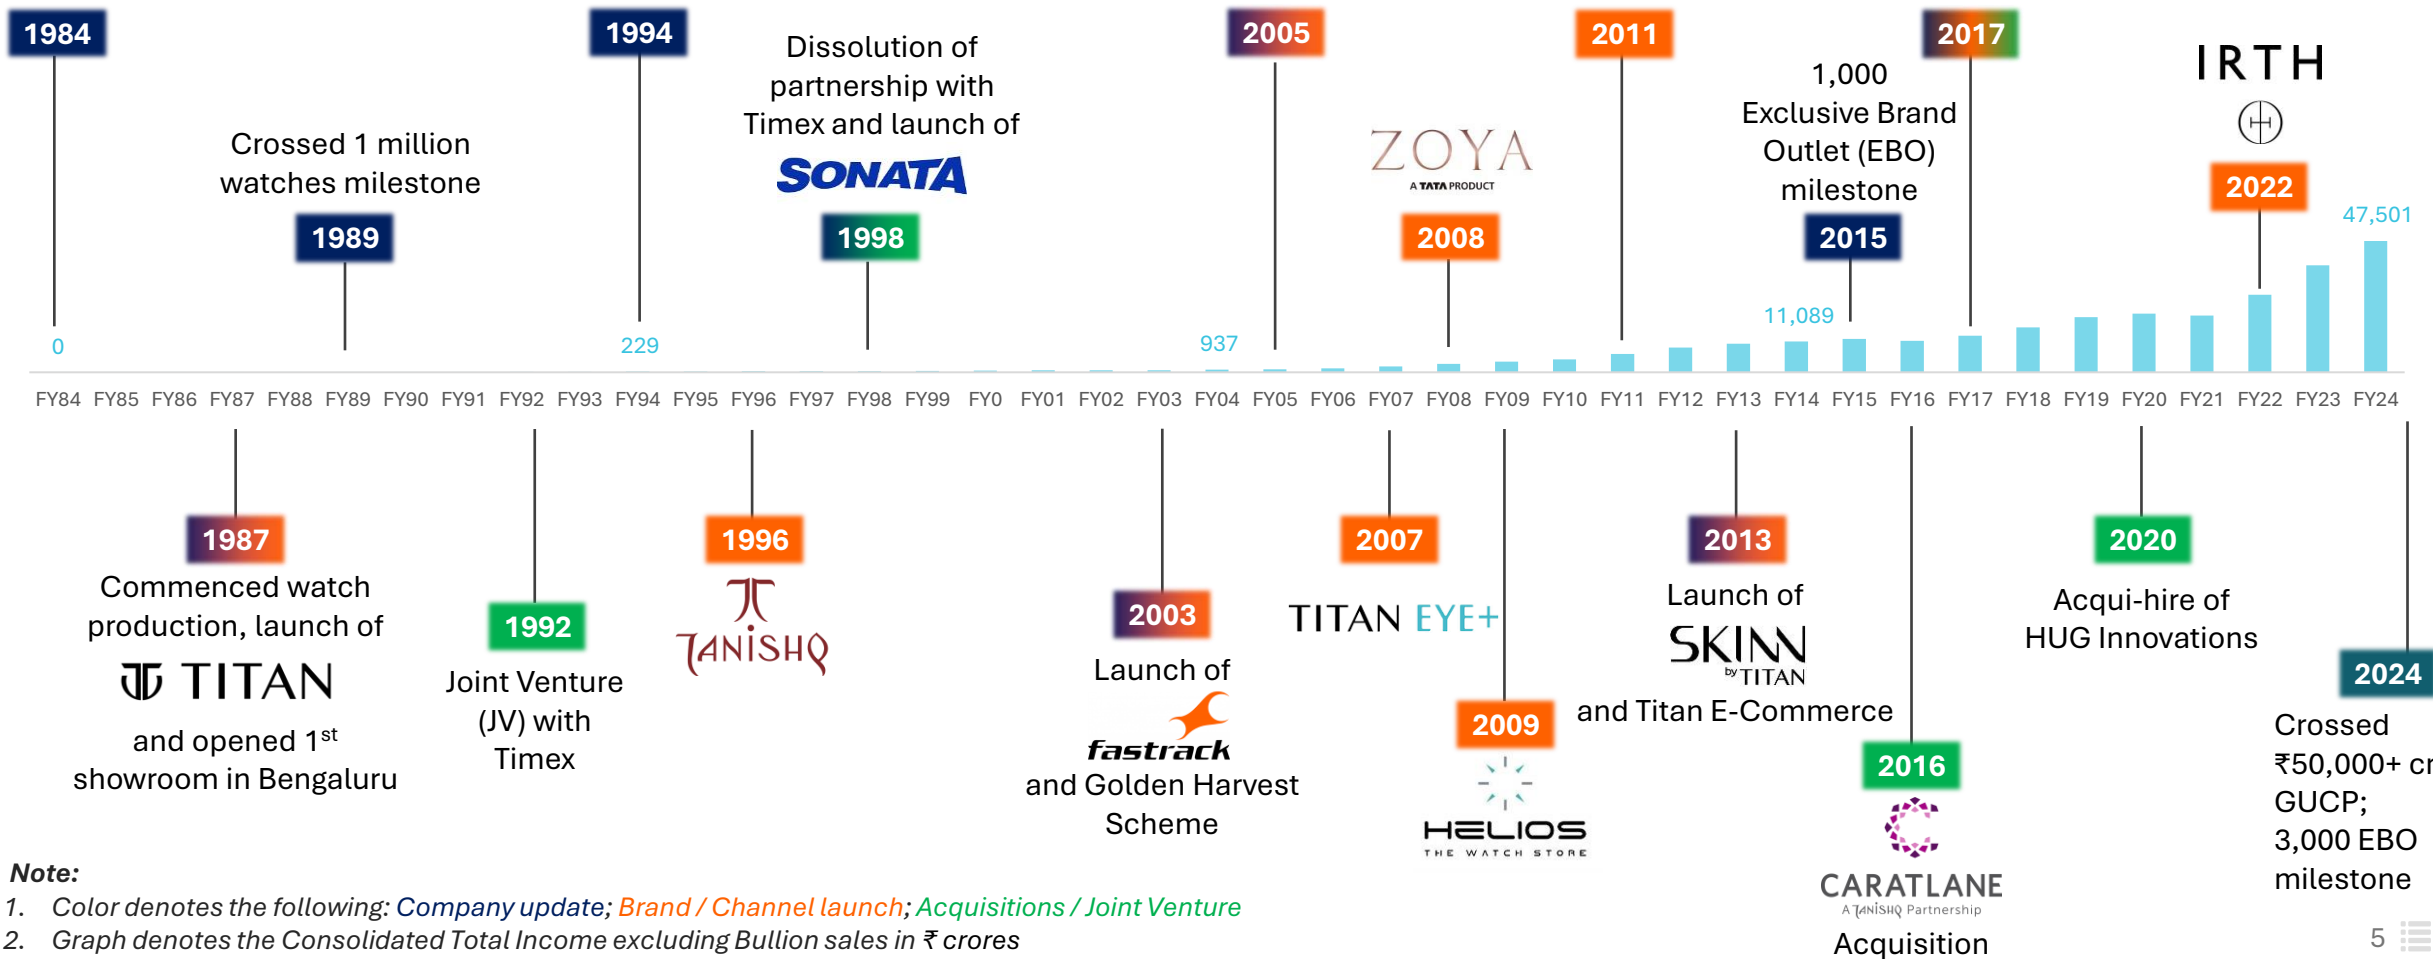 1984
1994
2005
2011
2017
Dissolution of
partnership with
Timex and launch of
SONATA
1998
Crossed 1 million
watches milestone
1989
ZOYA
A TATA PRODUCT
2008
1,000
Exclusive Brand
Outlet (EBO)
milestone
2015
IRTH
2022
47,501
11,089
0
229
937
FY84 FY85 FY86 FY87 FY88 FY89 FY90 FY91 FY92 FY93 FY94 FY95 FY96 FY97 FY98 FY99 FY0 FY01 FY02 FY03 FY04 FY05 FY06 FY07 FY08 FY09 FY10 FY11 FY12 FY13 FY14 FY15 FY16 FY17 FY18 FY19 FY20 FY21 FY22 FY23 FY24
1987
Commenced watch
production, launch of
TITAN
and opened 1st
showroom in Bengaluru
1992
Joint Venture
(JV) with
Timex
1996
TANISHQ
2003
Launch of
fastrack
and Golden Harvest
Scheme
2007
TITAN EYE+
2009
HELIOS
THE WATCH STORE
2013
Launch of
SKINN
by TITAN
and Titan E-Commerce
2016
CARATLANE
A TANISHQ Partnership
Acquisition
2020
Acqui-hire of
HUG Innovations
2024
Crossed
₹50,000+ cr
GUCP;
3,000 EBO
milestone
Note:
1. Color denotes the following: Company update; Brand / Channel launch; Acquisitions / Joint Venture
2. Graph denotes the Consolidated Total Income excluding Bullion sales in ₹ crores
5